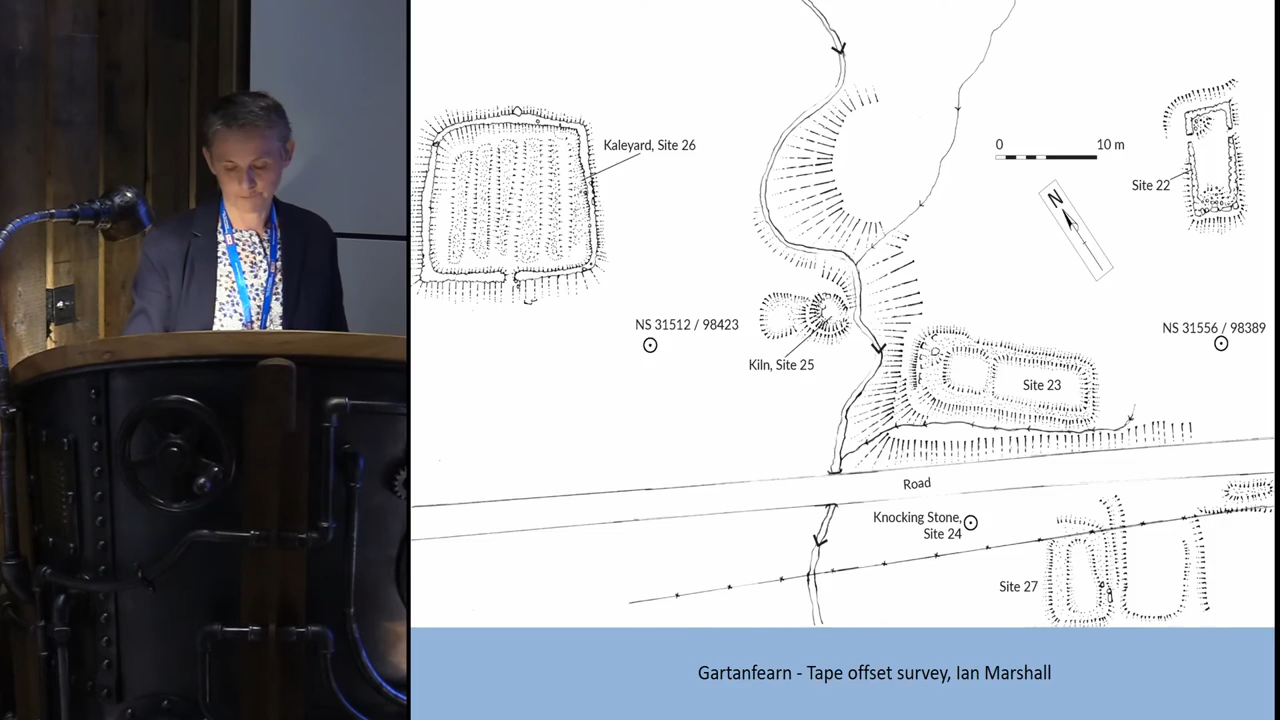 Kaleyard, Site 26
0 10 m
Site 22
N
NS 31512 / 98423
NS 31556 / 98389
Kiln, Site 25
Site 23
Road
Knocking Stone,
Site 24
Site 27
Gartanfearn - Tape offset survey, Ian Marshall